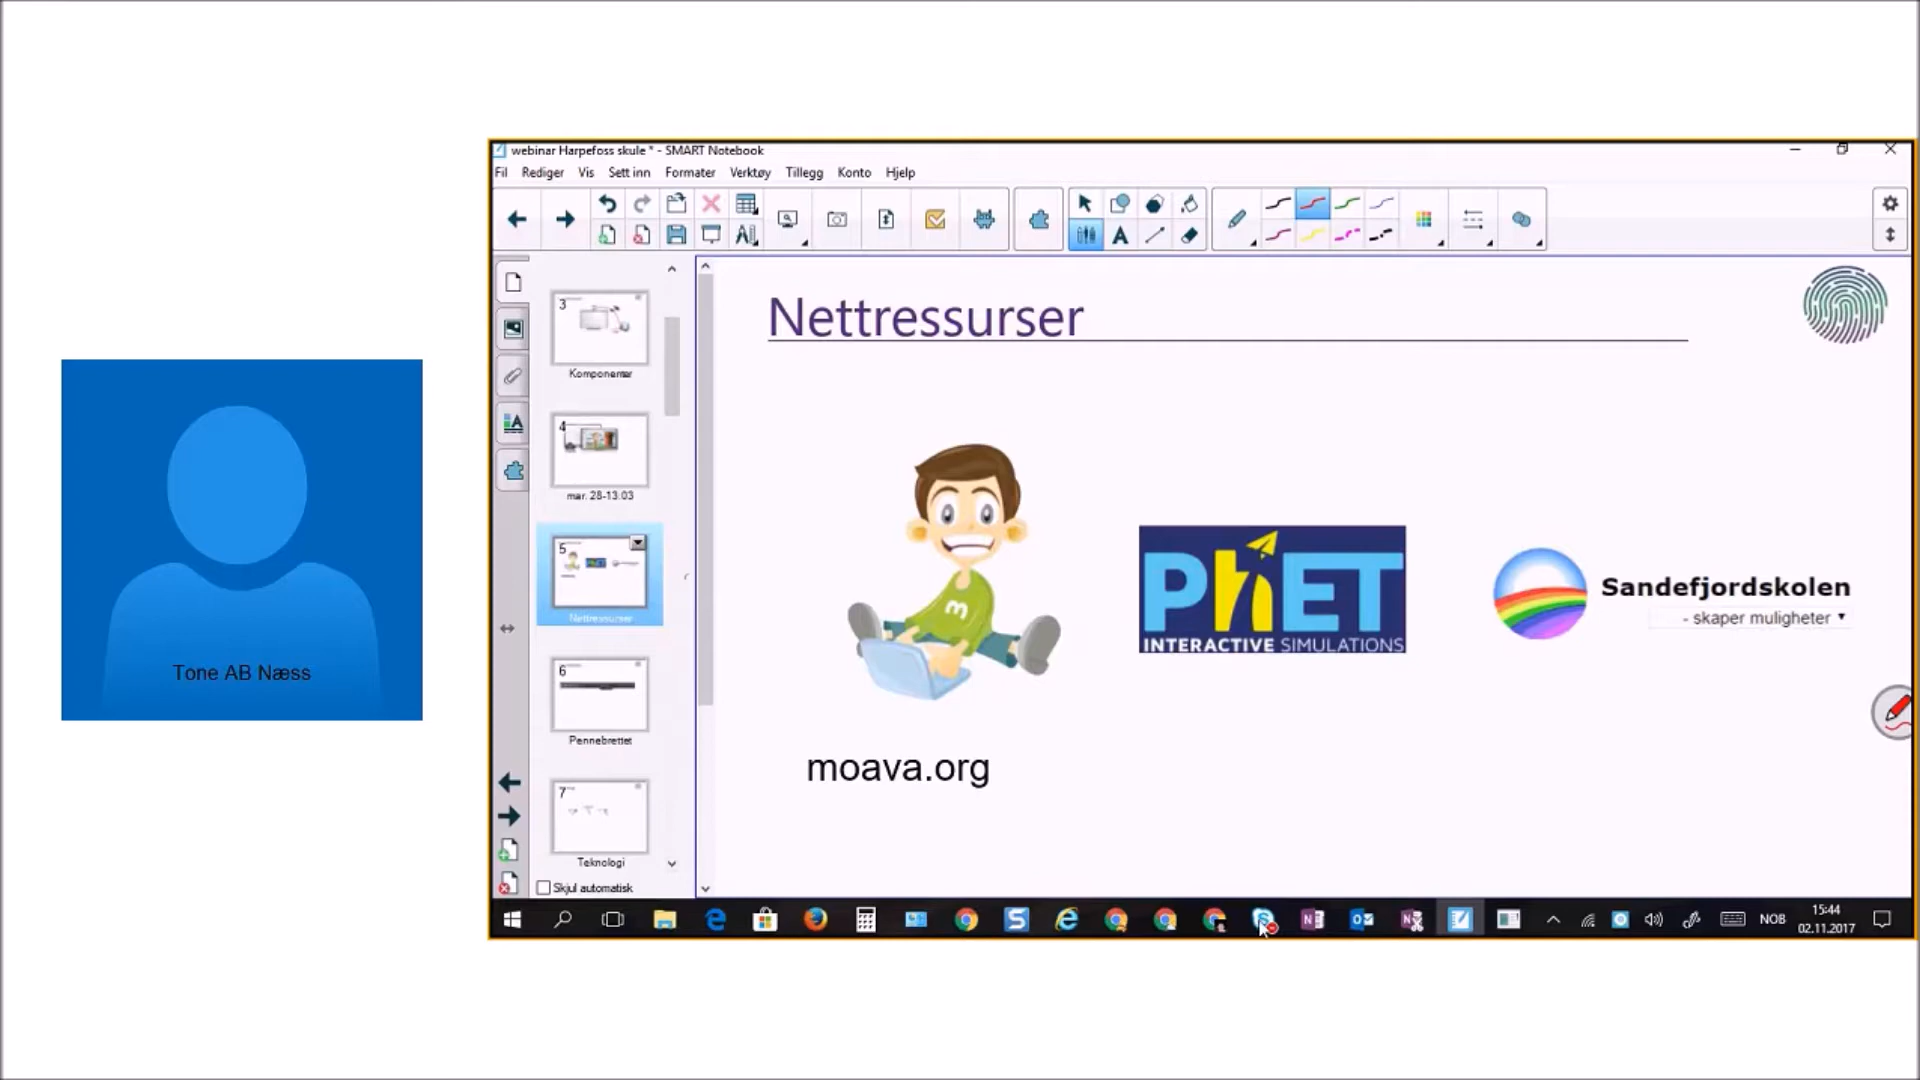 webinar Harpefoss skule * - SMART Notebook
Fil Rediger Vis Sett inn Formater Verktøy Tillegg Konto Hjelp
3
Komponenter
4
mar. 28-13.03
5
Nettressurser
6
Pennebrettet
7
Teknologi
Skjul automatisk
Nettressurser
m
PhET
INTERACTIVE SIMULATIONS
Sandefjordskolen
- skaper muligheter
moava.org
Tone AB Næss
NOB
15:44
02.11.2017